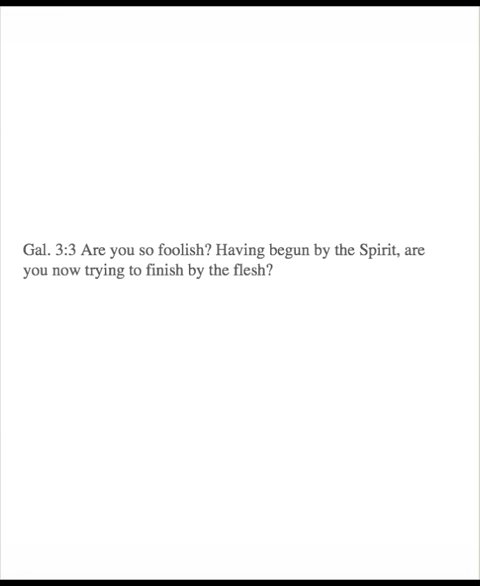 Gal. 3:3 Are you so foolish? Having begun by the Spirit, are
you now trying to finish by the flesh?